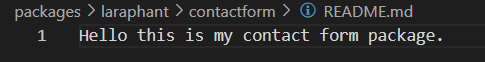 packages > laraphant > contactform > README.md
1 Hello this is my contact form package.